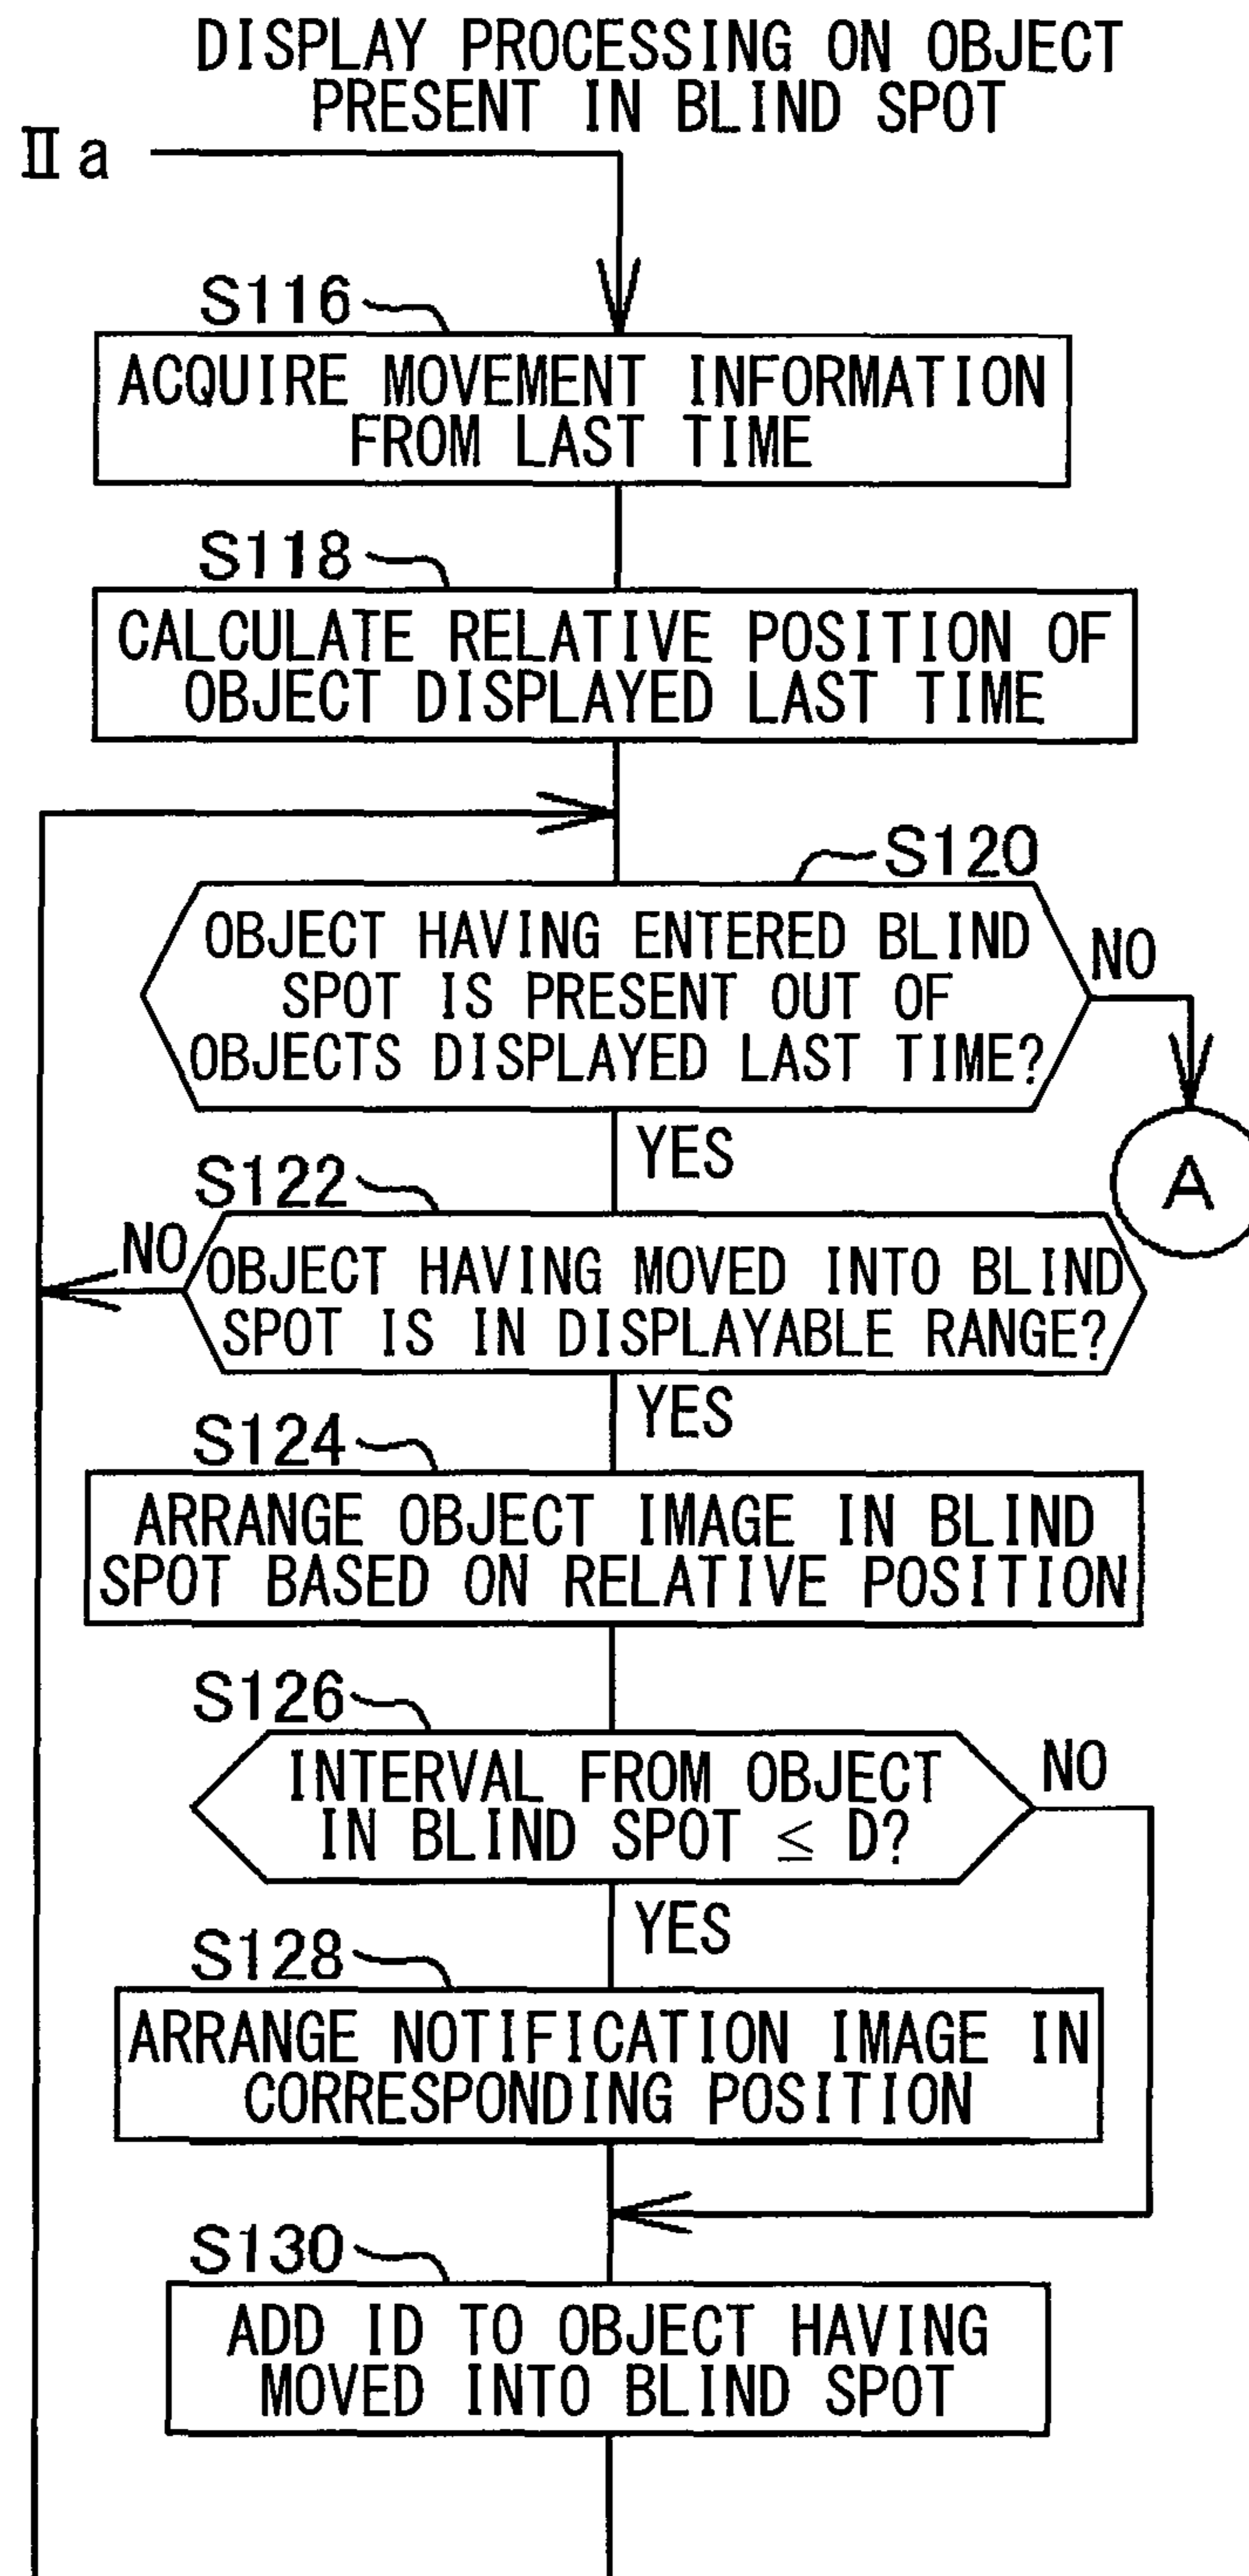 DISPLAY PROCESSING ON OBJECT
PRESENT IN BLIND SPOT
Ⅱa
S116
ACQUIRE MOVEMENT INFORMATION
FROM LAST TIME
S118
CALCULATE RELATIVE POSITION OF
OBJECT DISPLAYED LAST TIME
S120
OBJECT HAVING ENTERED BLIND
SPOT IS PRESENT OUT OF
OBJECTS DISPLAYED LAST TIME?
NO
A
YES
S122
NO
OBJECT HAVING MOVED INTO BLIND
SPOT IS IN DISPLAYABLE RANGE?
YES
S124
ARRANGE OBJECT IMAGE IN BLIND
SPOT BASED ON RELATIVE POSITION
S126
INTERVAL FROM OBJECT
IN BLIND SPOT ≤ D?
NO
YES
S128
ARRANGE NOTIFICATION IMAGE IN
CORRESPONDING POSITION
S130
ADD ID TO OBJECT HAVING
MOVED INTO BLIND SPOT